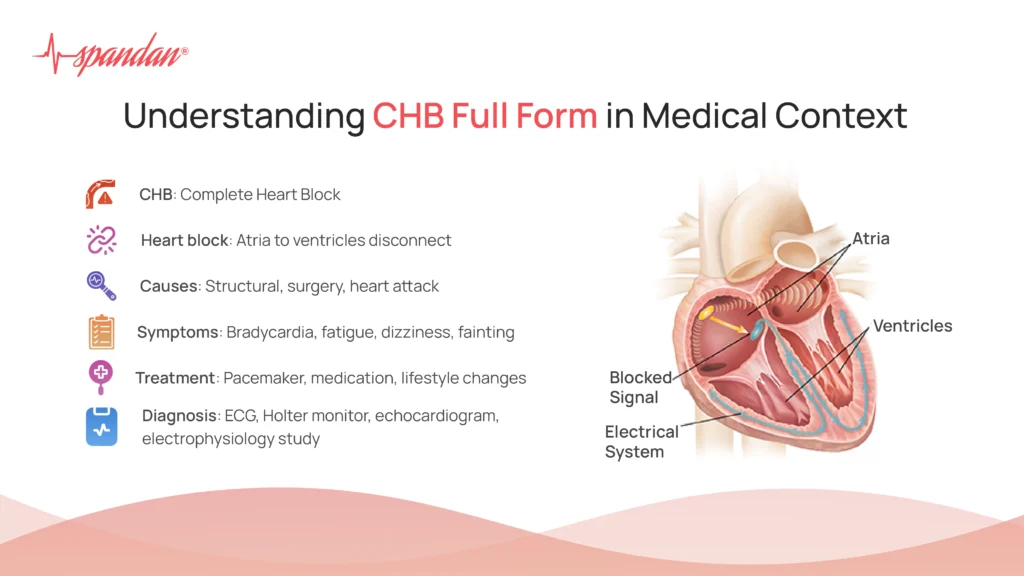 spandan®
Understanding CHB Full Form in Medical Context
CHB: Complete Heart Block
Heart block: Atria to ventricles disconnect
Causes: Structural, surgery, heart attack
Symptoms: Bradycardia, fatigue, dizziness, fainting
Treatment: Pacemaker, medication, lifestyle changes
Diagnosis: ECG, Holter monitor, echocardiogram,
electrophysiology study
Atria
Ventricles
Blocked
Signal
Electrical
System